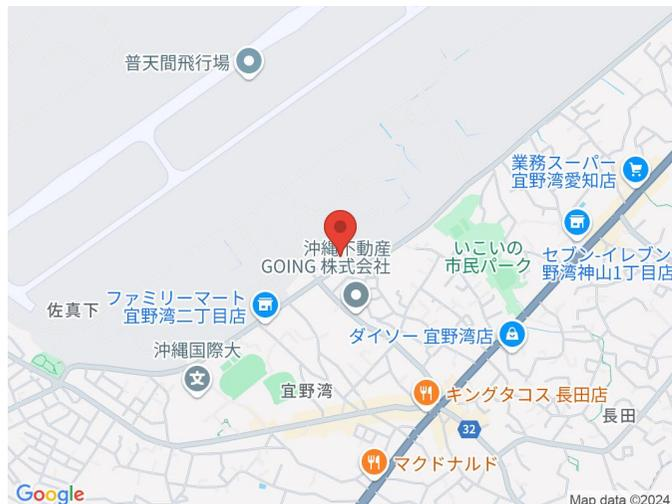 普天間飛行場
業務スーパー
宜野湾愛知店
沖縄不動産
GOING 株式会社
いこいの
市民パーク
セブン-イレブン
野湾神山1丁目店
佐真下
ファミリーマート
宜野湾二丁目店
ダイソー 宜野湾店
沖縄国際大
文
宜野湾
キングタコス 長田店
長田
32
マクドナルド
Google
Map data ©2024